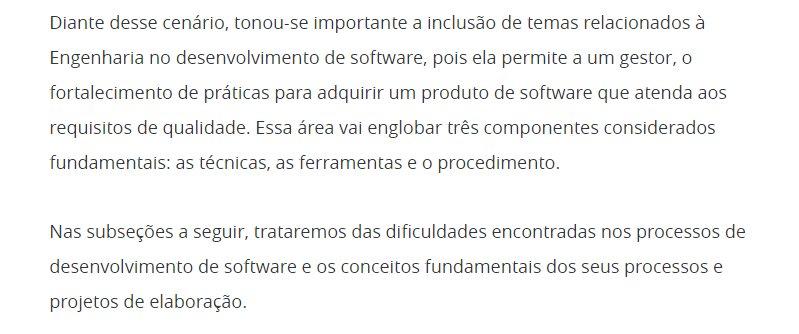 Diante desse cenário, tonou-se importante a inclusão de temas relacionados à
Engenharia no desenvolvimento de software, pois ela permite a um gestor, o
fortalecimento de práticas para adquirir um produto de software que atenda aos
requisitos de qualidade. Essa área vai englobar três componentes considerados
fundamentais: as técnicas, as ferramentas e o procedimento.
Nas subseções a seguir, trataremos das dificuldades encontradas nos processos de
desenvolvimento de software e os conceitos fundamentais dos seus processos e
projetos de elaboração.